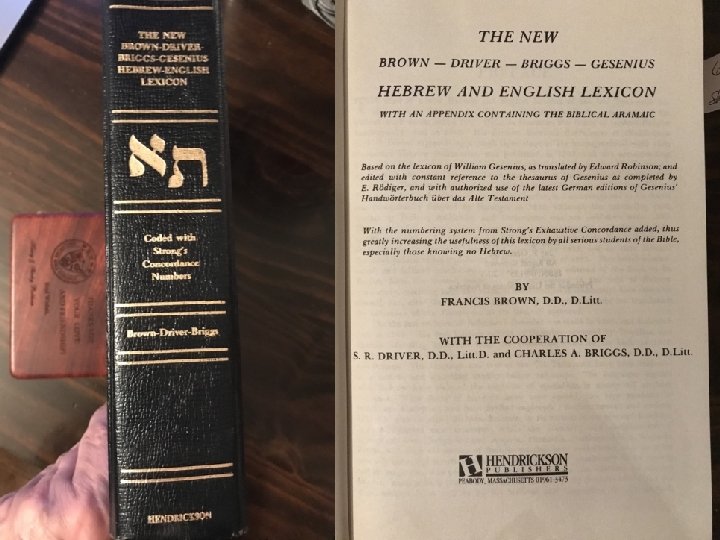 THE NEW
BROWN-DRIVER-
BRIGGS-GESENIUS
HEBREW-ENGLISH
LEXICON
א ת
Coded with
Strong's
Concordance
Numbers
Brown-Driver-Briggs
HENDRICKSON
THE NEW
BROWN — DRIVER — BRIGGS — GESENIUS
HEBREW AND ENGLISH LEXICON
WITH AN APPENDIX CONTAINING THE BIBLICAL ARAMAIC
Based on the lexicon of William Gesenius, as translated by Edward Robinson, and
edited with constant reference to the thesaurus of Gesenius as completed by
E. Rödiger, and with authorized use of the latest German editions of Gesenius'
Handwörterbuch über das Alte Testament
With the numbering system from Strong's Exhaustive Concordance added, thus
greatly increasing the usefulness of this lexicon by all serious students of the Bible,
especially those knowing no Hebrew.
BY
FRANCIS BROWN, D.D., D.Litt.
WITH THE COOPERATION OF
S. R. DRIVER, D.D., Litt.D. and CHARLES A. BRIGGS, D.D., D.Litt.
HENDRICKSON
PUBLISHERS
PEABODY, MASSACHUSETTS 01961-3473